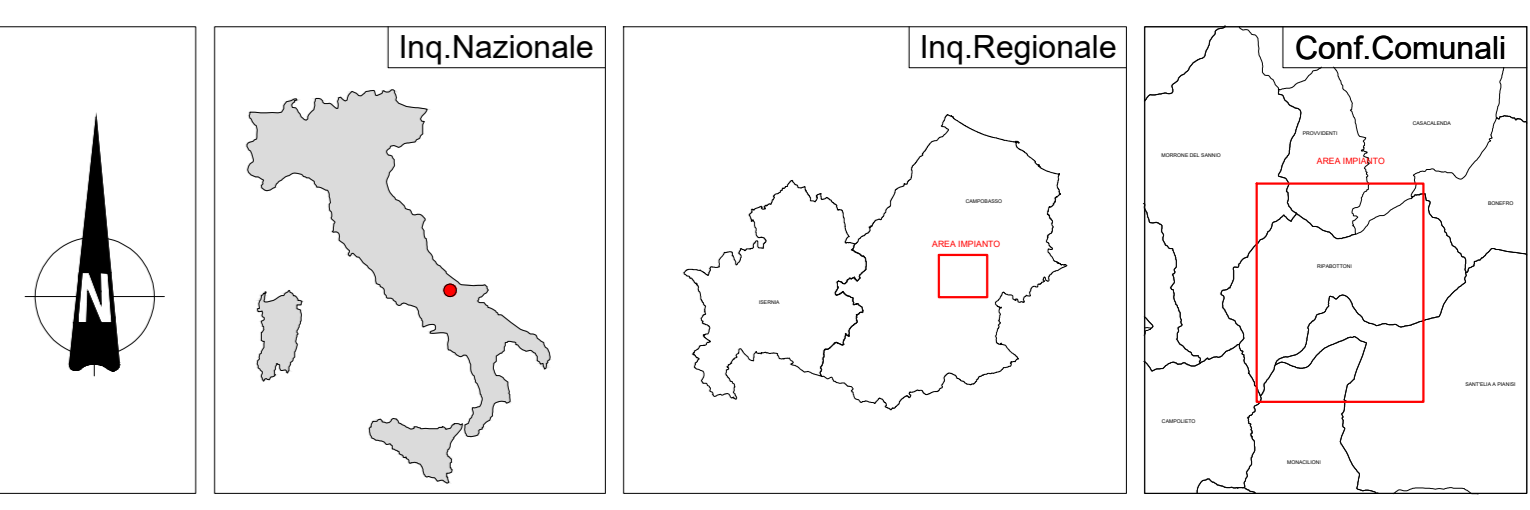 N
Inq.Nazionale
Inq.Regionale
CAMPOBASSO
AREA IMPIANTO
ISERNIA
Conf.Comunali
CASACALENDA
PROVVIDENTI
MORRONE DEL SANNIO
AREA IMPIANTO
BONEFRO
RIPABOTTONI
SANT'ELIA A PIANISI
CAMPOLIETO
MONACILIONI